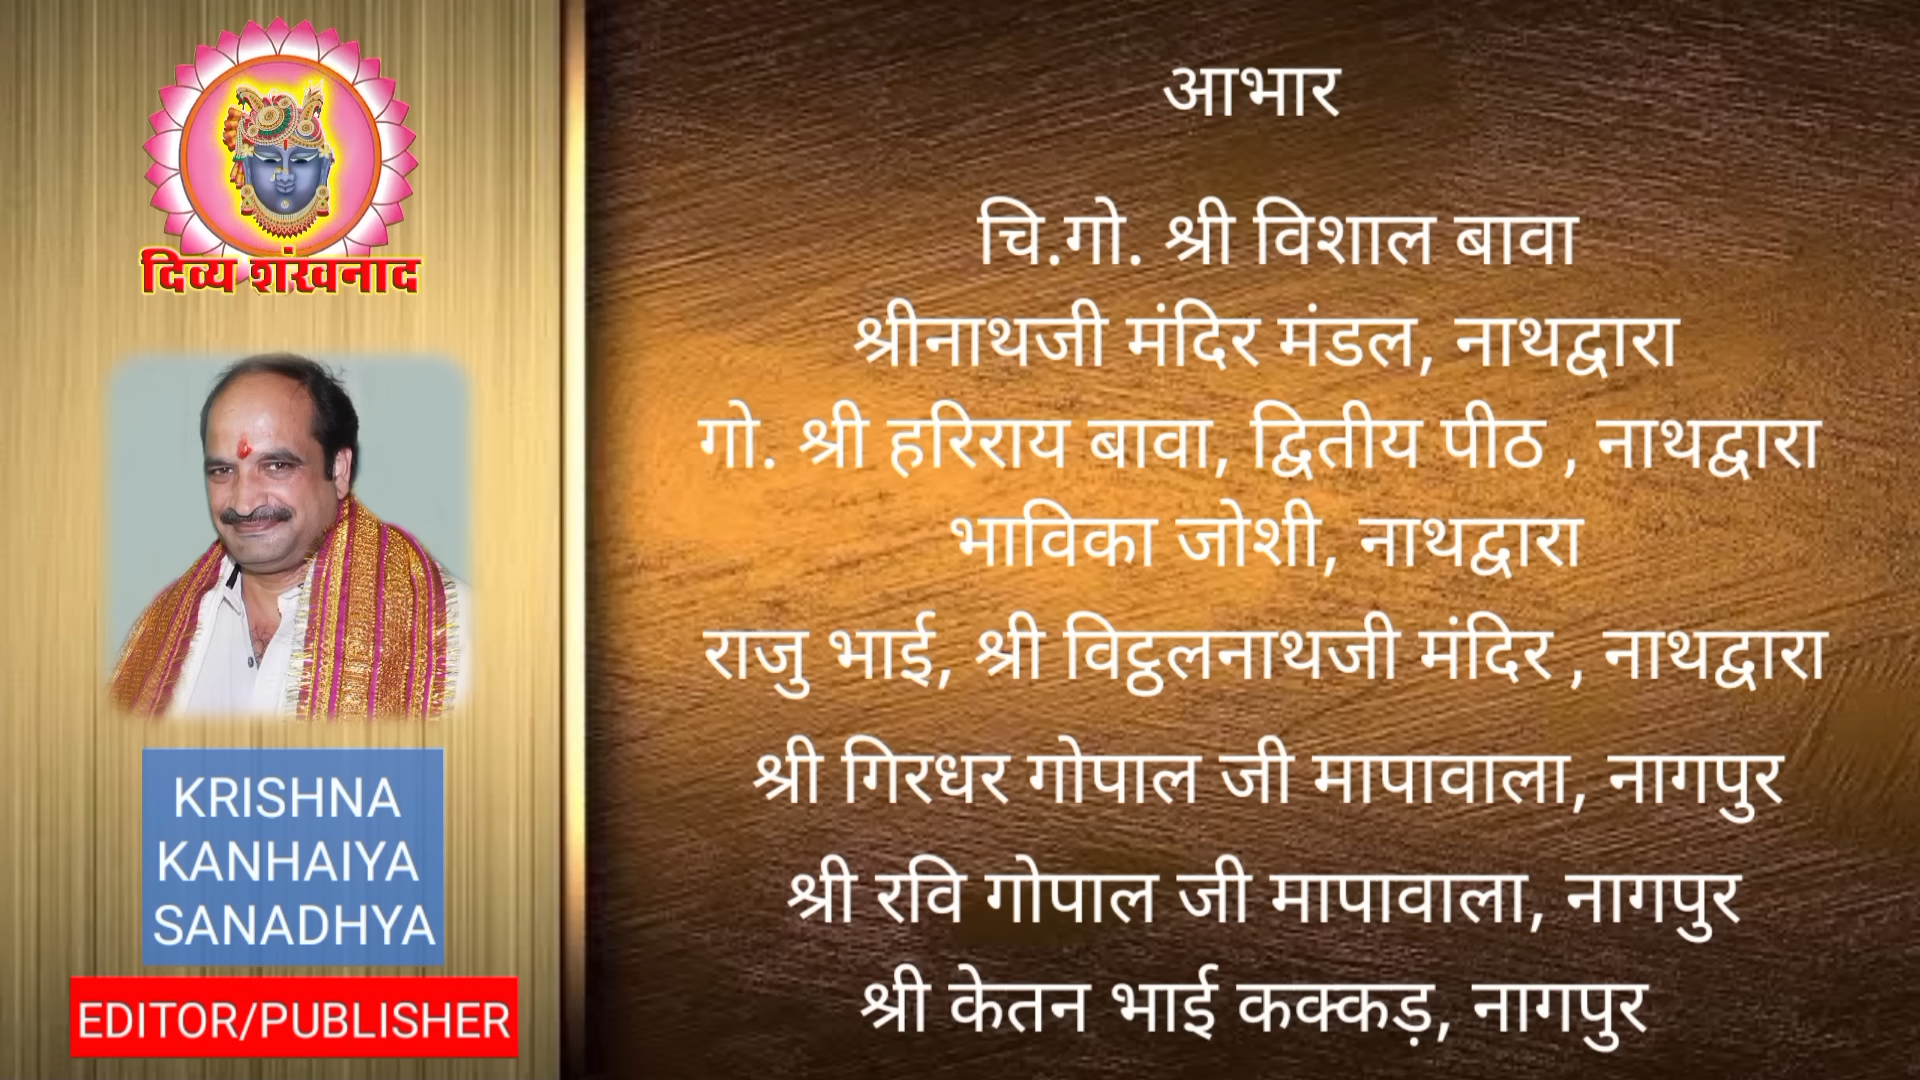 दिव्य शंखनाद
KRISHNA
KANHAIYA
SANADHYA
EDITOR/PUBLISHER
आभार
चि.गो. श्री विशाल बावा
श्रीनाथजी मंदिर मंडल, नाथद्वारा
गो. श्री हरिराय बावा, द्वितीय पीठ , नाथद्वारा
भाविका जोशी, नाथद्वारा
राजु भाई, श्री विट्ठलनाथजी मंदिर , नाथद्वारा
श्री गिरधर गोपाल जी मापावाला, नागपुर
श्री रवि गोपाल जी मापावाला, नागपुर
श्री केतन भाई कक्कड़, नागपुर